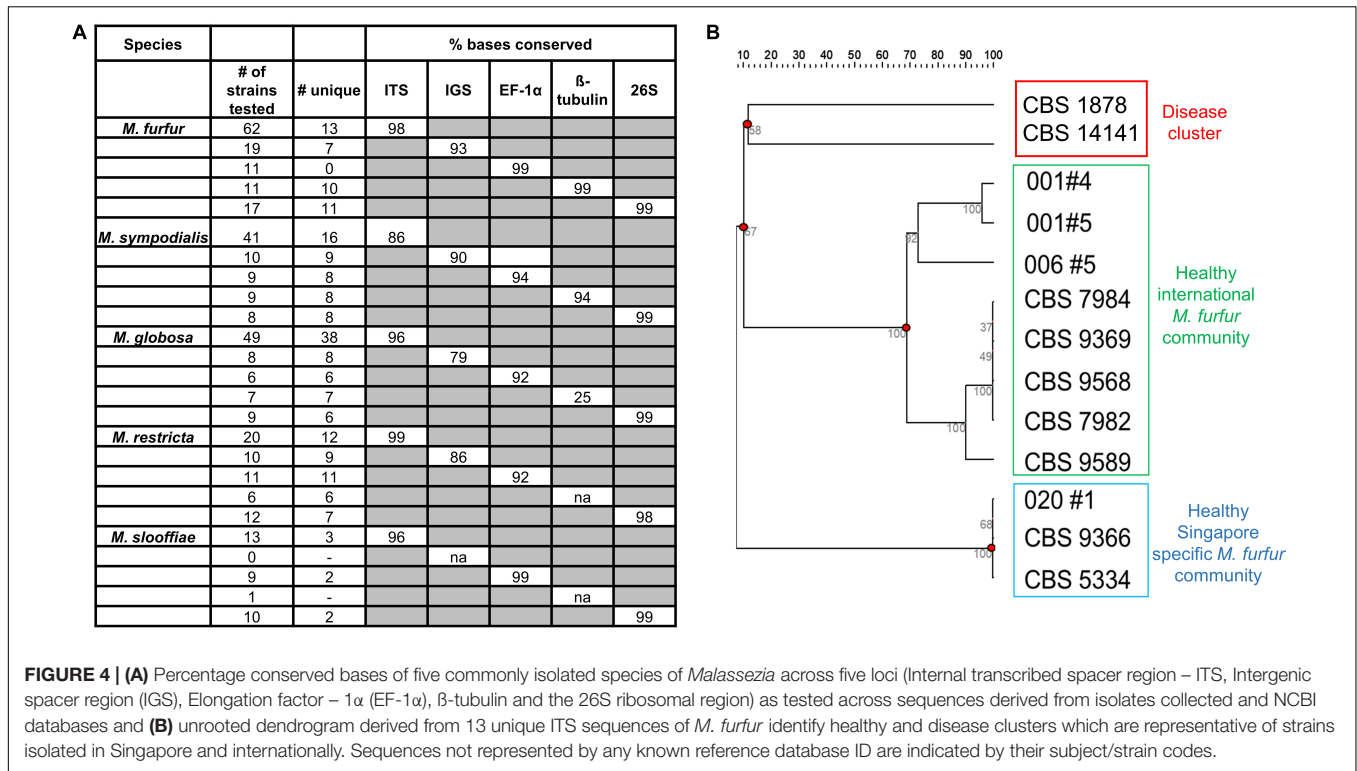 A
Species % bases conserved
# of strains tested # unique ITS IGS EF-1α ß-tubulin 26S
M. furfur 62 13 98
19 7 93
11 0 99
11 10 99
17 11 99
M. sympodialis 41 16 86
10 9 90
9 8 94
9 8 94
8 8 99
M. globosa 49 38 96
8 8 79
6 6 92
7 7 25
9 6 99
M. restricta 20 12 99
10 9 86
11 11 92
6 6 na
12 7 98
M. slooffiae 13 3 96
0 - na
9 2 99
1 - na
10 2 99
B
10 20 30 40 50 60 70 80 90 100
CBS 1878
CBS 14141
Disease
cluster
68
67
001#4
001#5
006 #5
CBS 7984
CBS 9369
CBS 9568
CBS 7982
CBS 9589
Healthy
international
M. furfur
community
100
92
100
37
49
100
100
020 #1
CBS 9366
CBS 5334
Healthy
Singapore
specific M. furfur
community
68
100
FIGURE 4 | (A) Percentage conserved bases of five commonly isolated species of Malassezia across five loci (Internal transcribed spacer region – ITS, Intergenic
spacer region (IGS), Elongation factor – 1α (EF-1α), ß-tubulin and the 26S ribosomal region) as tested across sequences derived from isolates collected and NCBI
databases and (B) unrooted dendrogram derived from 13 unique ITS sequences of M. furfur identify healthy and disease clusters which are representative of strains
isolated in Singapore and internationally. Sequences not represented by any known reference database ID are indicated by their subject/strain codes.